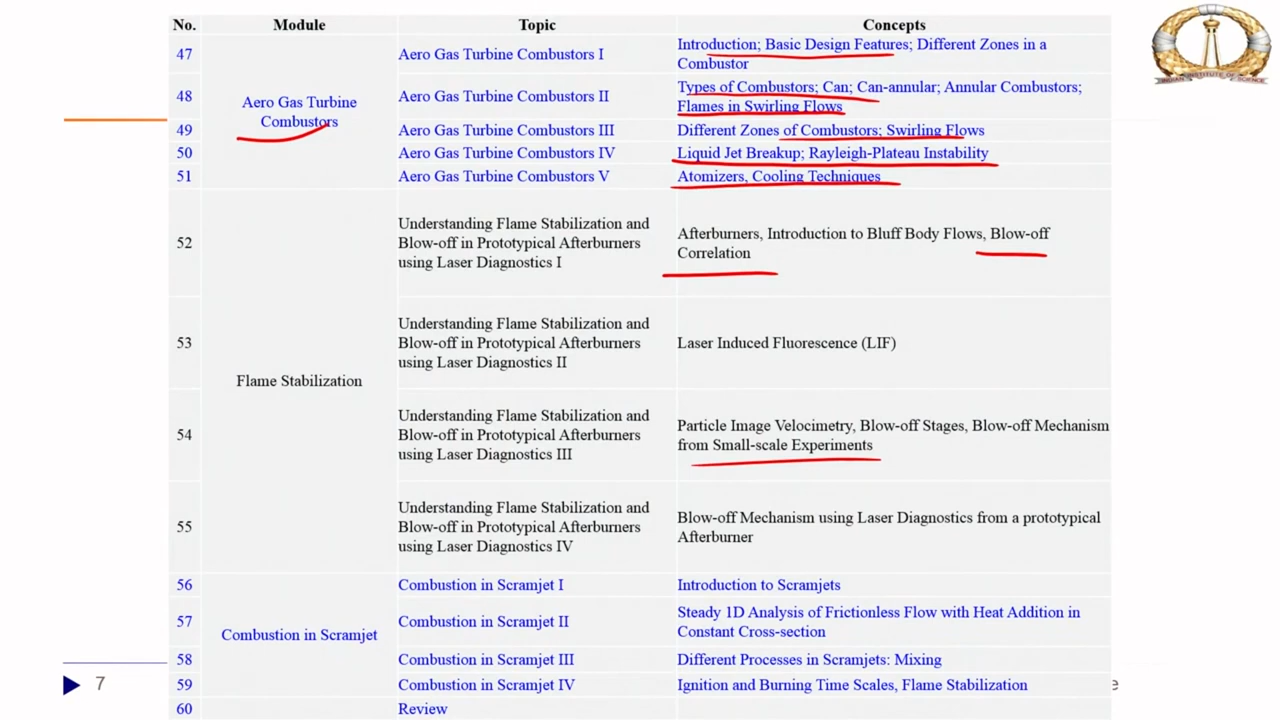 No. Module Topic Concepts
47 Aero Gas Turbine Combustors I Introduction; Basic Design Features; Different Zones in a
Combustor
48 Aero Gas Turbine Combustors II Types of Combustors; Can; Can-annular; Annular Combustors;
Flames in Swirling Flows
Aero Gas Turbine
Combustors
49 Aero Gas Turbine Combustors III Different Zones of Combustors; Swirling Flows
50 Aero Gas Turbine Combustors IV Liquid Jet Breakup; Rayleigh-Plateau Instability
51 Aero Gas Turbine Combustors V Atomizers, Cooling Techniques
52
Understanding Flame Stabilization and
Blow-off in Prototypical Afterburners
using Laser Diagnostics I
Afterburners, Introduction to Bluff Body Flows, Blow-off
Correlation
53
Understanding Flame Stabilization and
Blow-off in Prototypical Afterburners
using Laser Diagnostics II
Laser Induced Fluorescence (LIF)
Flame Stabilization
54
Understanding Flame Stabilization and
Blow-off in Prototypical Afterburners
using Laser Diagnostics III
Particle Image Velocimetry, Blow-off Stages, Blow-off Mechanism
from Small-scale Experiments
55
Understanding Flame Stabilization and
Blow-off in Prototypical Afterburners
using Laser Diagnostics IV
Blow-off Mechanism using Laser Diagnostics from a prototypical
Afterburner
56 Combustion in Scramjet I Introduction to Scramjets
57 Combustion in Scramjet II Steady 1D Analysis of Frictionless Flow with Heat Addition in
Constant Cross-section
Combustion in Scramjet
58 Combustion in Scramjet III Different Processes in Scramjets: Mixing
59 Combustion in Scramjet IV Ignition and Burning Time Scales, Flame Stabilization
60 Review
7
e